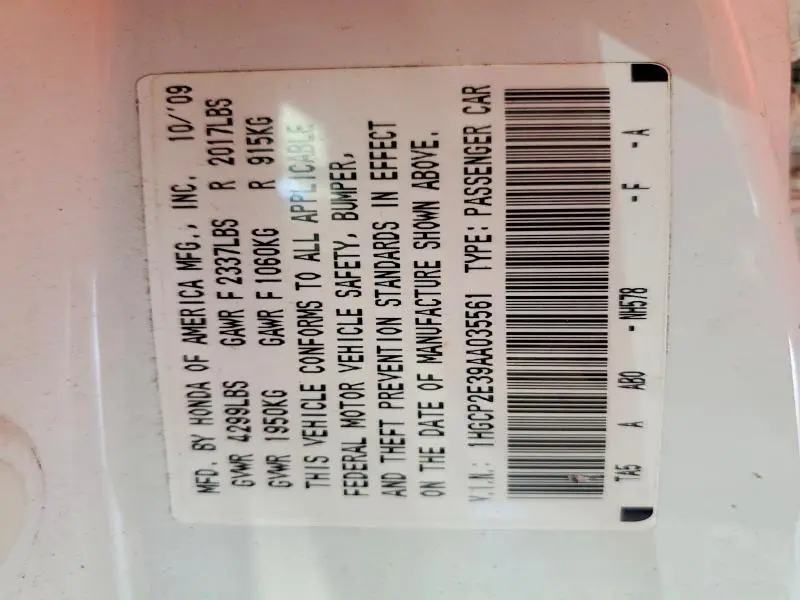 MFD. BY HONDA OF AMERICA MFG., INC. 10/'09
GVWR 4299LBS GAWR F 2337LBS R 2017LBS
GVWR 1950KG GAWR F 1060KG R 915KG
THIS VEHICLE CONFORMS TO ALL APPLICABLE
FEDERAL MOTOR VEHICLE SAFETY, BUMPER,
AND THEFT PREVENTION STANDARDS IN EFFECT
ON THE DATE OF MANUFACTURE SHOWN ABOVE.
V.I.N.: 1HGCP2E39AA035561 TYPE: PASSENGER CAR
TA5 A AB0 - NH578 - F - A